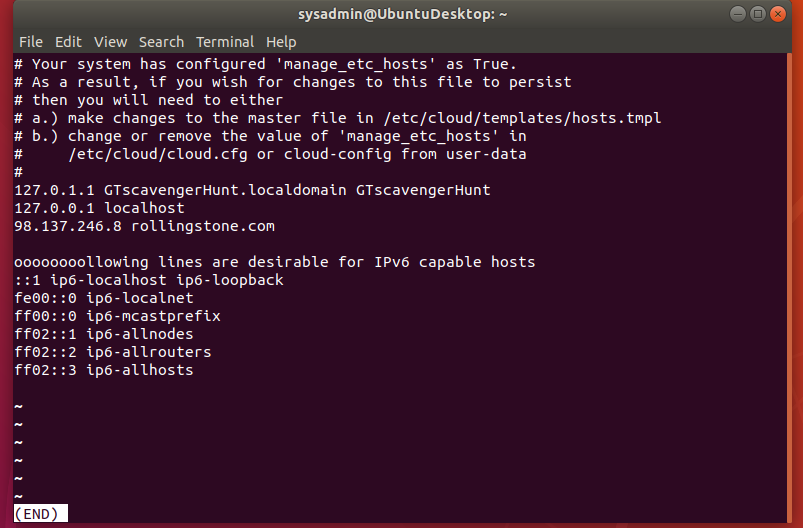 sysadmin@UbuntuDesktop: ~
File Edit View Search Terminal Help
# Your system has configured 'manage_etc_hosts' as True.
# As a result, if you wish for changes to this file to persist
# then you will need to either
# a.) make changes to the master file in /etc/cloud/templates/hosts.tmpl
# b.) change or remove the value of 'manage_etc_hosts' in
#     /etc/cloud/cloud.cfg or cloud-config from user-data
#
127.0.1.1 GTscavengerHunt.localdomain GTscavengerHunt
127.0.0.1 localhost
98.137.246.8 rollingstone.com
oooooooollowing lines are desirable for IPv6 capable hosts
::1 ip6-localhost ip6-loopback
fe00::0 ip6-localnet
ff00::0 ip6-mcastprefix
ff02::1 ip6-allnodes
ff02::2 ip6-allrouters
ff02::3 ip6-allhosts
~
~
~
~
~
~
(END)